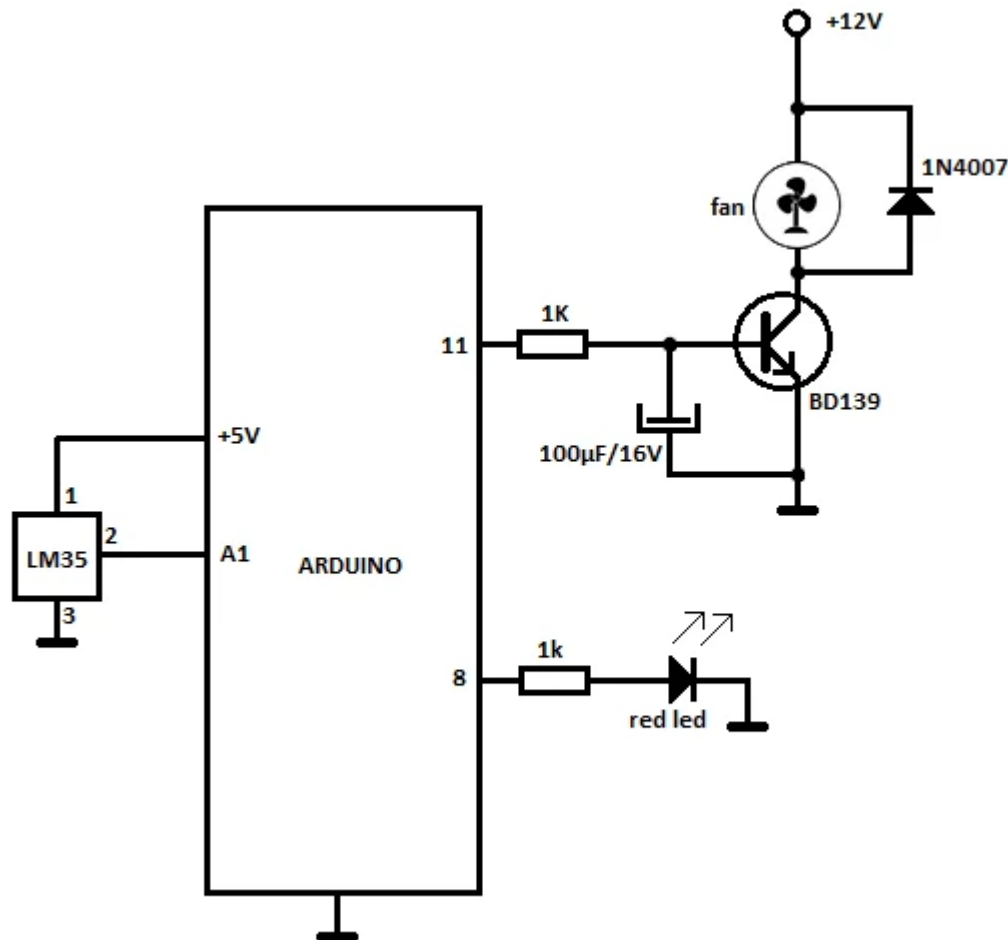 +12V
1N4007
fan
1K
11
BD139
+5V
100µF/16V
1
2
LM35
A1
ARDUINO
3
1k
8
red led